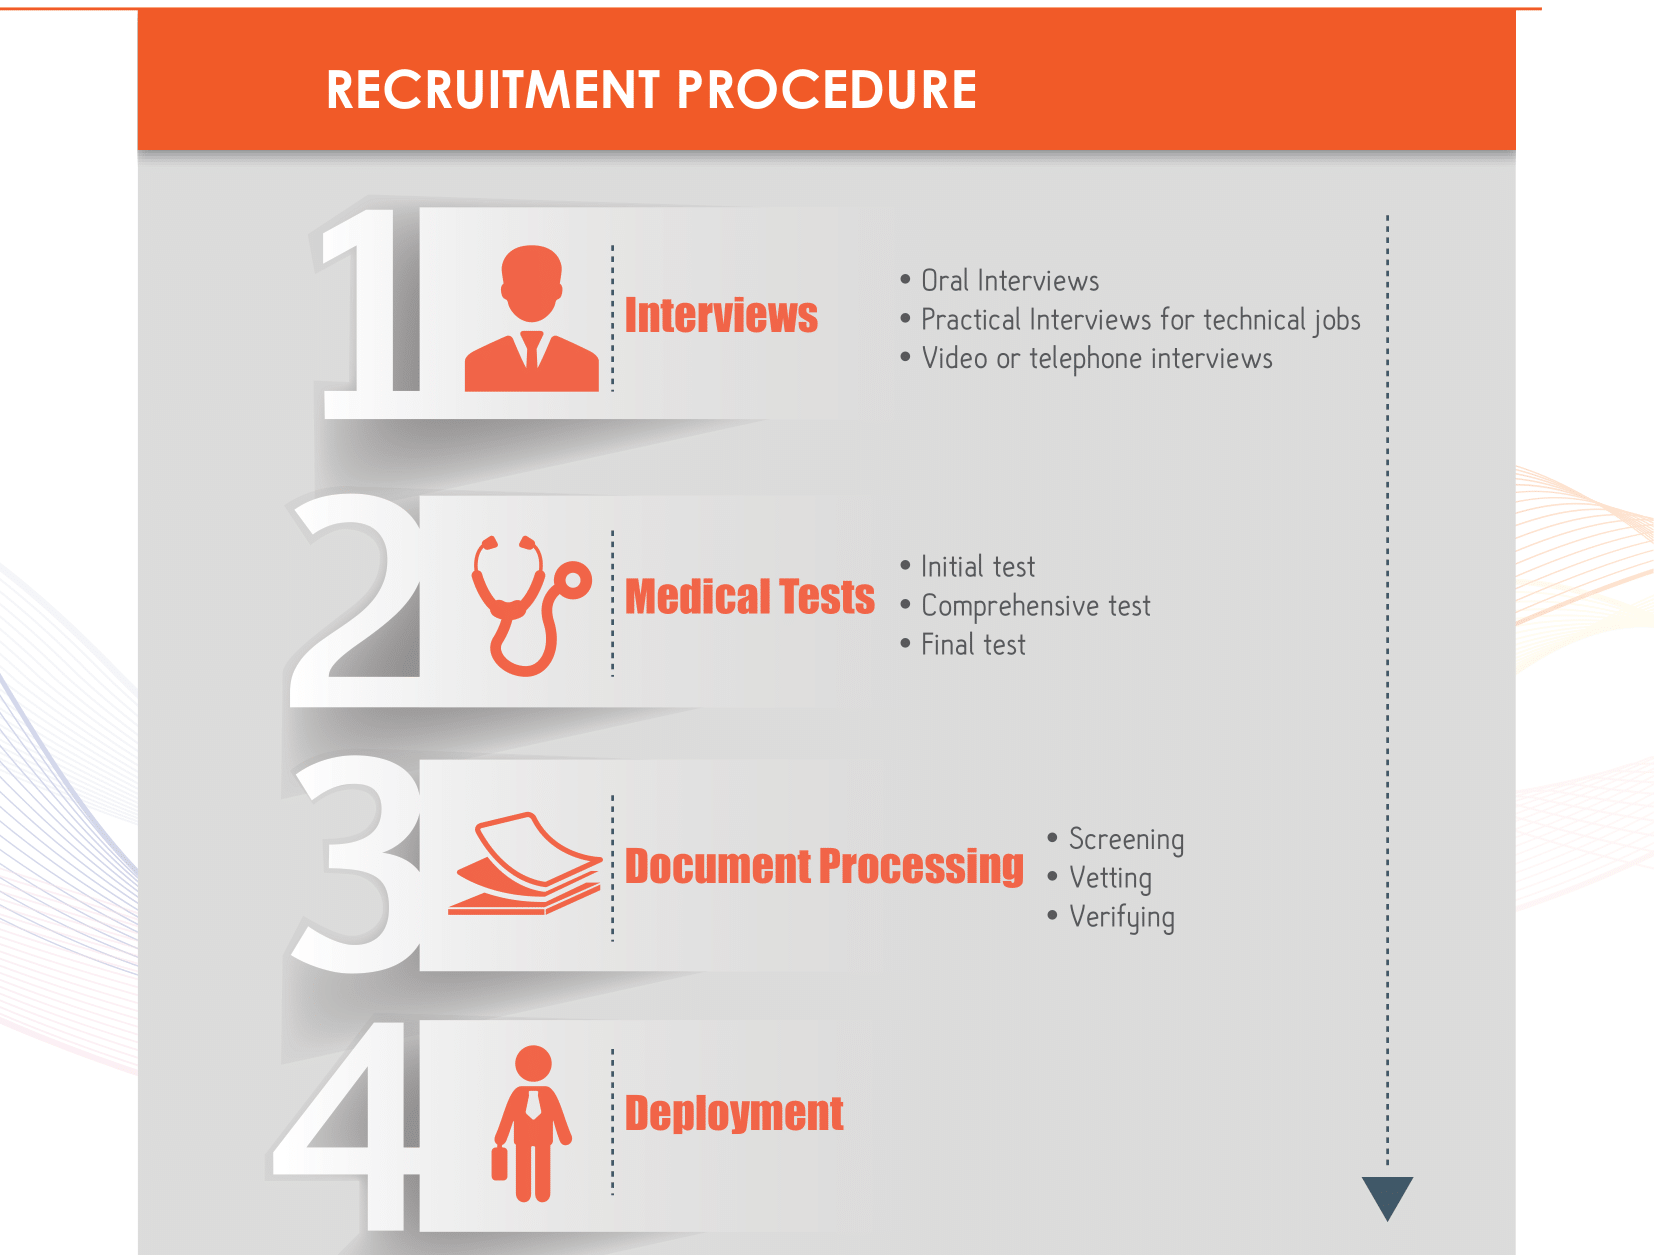 RECRUITMENT PROCEDURE
1
Interviews
• Oral Interviews
• Practical Interviews for technical jobs
• Video or telephone interviews
2
Medical Tests
• Initial test
• Comprehensive test
• Final test
3
Document Processing
• Screening
• Vetting
• Verifying
4
Deployment